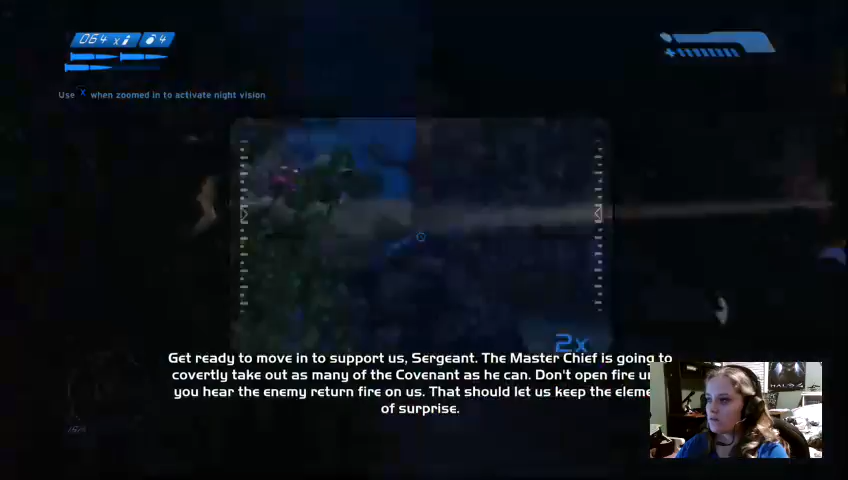 064 x 4
Use X when zoomed in to activate night vision
2x
Get ready to move in to support us, Sergeant. The Master Chief is going to
covertly take out as many of the Covenant as he can. Don't open fire
you hear the enemy return fire on us. That should let us keep the
of surprise.
HALO 4